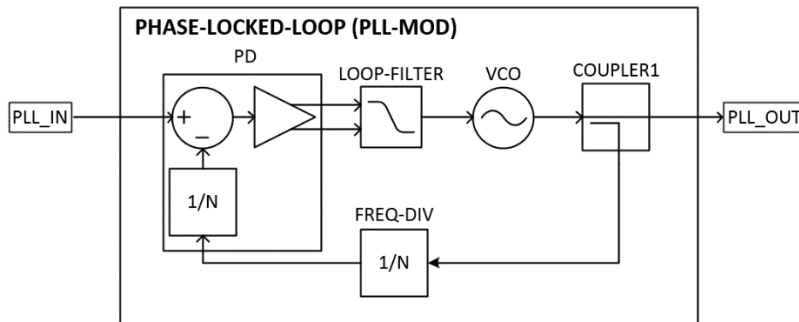 PHASE-LOCKED-LOOP (PLL-MOD)
PD
LOOP-FILTER
VCO
COUPLER1
PLL_IN
+
−
PLL_OUT
1/N
FREQ-DIV
1/N